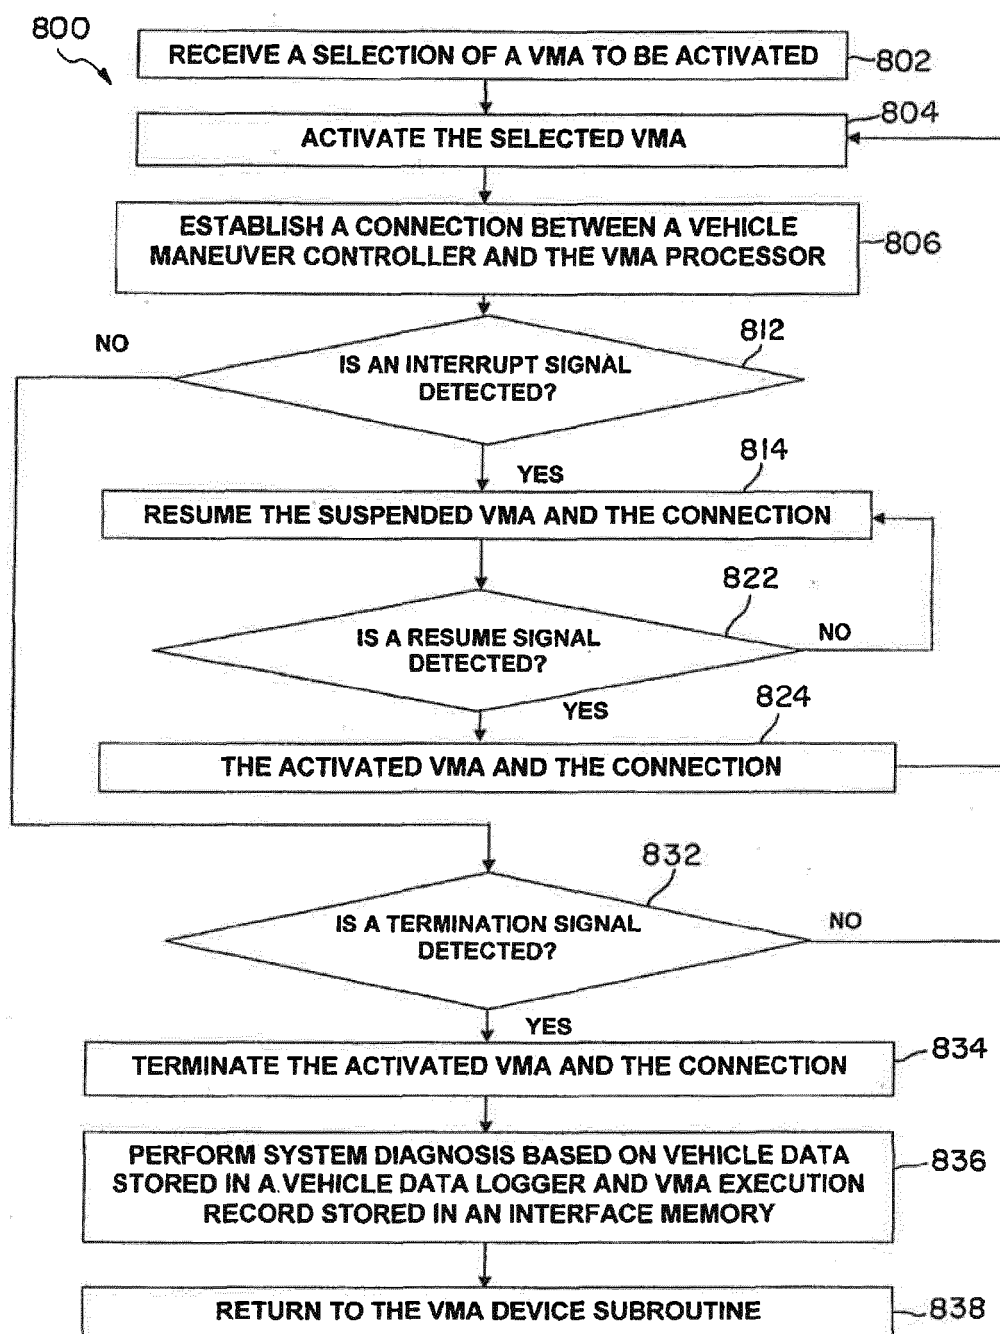 800
RECEIVE A SELECTION OF A VMA TO BE ACTIVATED
802
804
ACTIVATE THE SELECTED VMA
ESTABLISH A CONNECTION BETWEEN A VEHICLE
MANEUVER CONTROLLER AND THE VMA PROCESSOR
806
NO
812
IS AN INTERRUPT SIGNAL
DETECTED?
YES
814
RESUME THE SUSPENDED VMA AND THE CONNECTION
822
IS A RESUME SIGNAL
DETECTED?
NO
YES
824
THE ACTIVATED VMA AND THE CONNECTION
832
IS A TERMINATION SIGNAL
DETECTED?
NO
YES
TERMINATE THE ACTIVATED VMA AND THE CONNECTION
834
PERFORM SYSTEM DIAGNOSIS BASED ON VEHICLE DATA
STORED IN A VEHICLE DATA LOGGER AND VMA EXECUTION
RECORD STORED IN AN INTERFACE MEMORY
836
RETURN TO THE VMA DEVICE SUBROUTINE
838